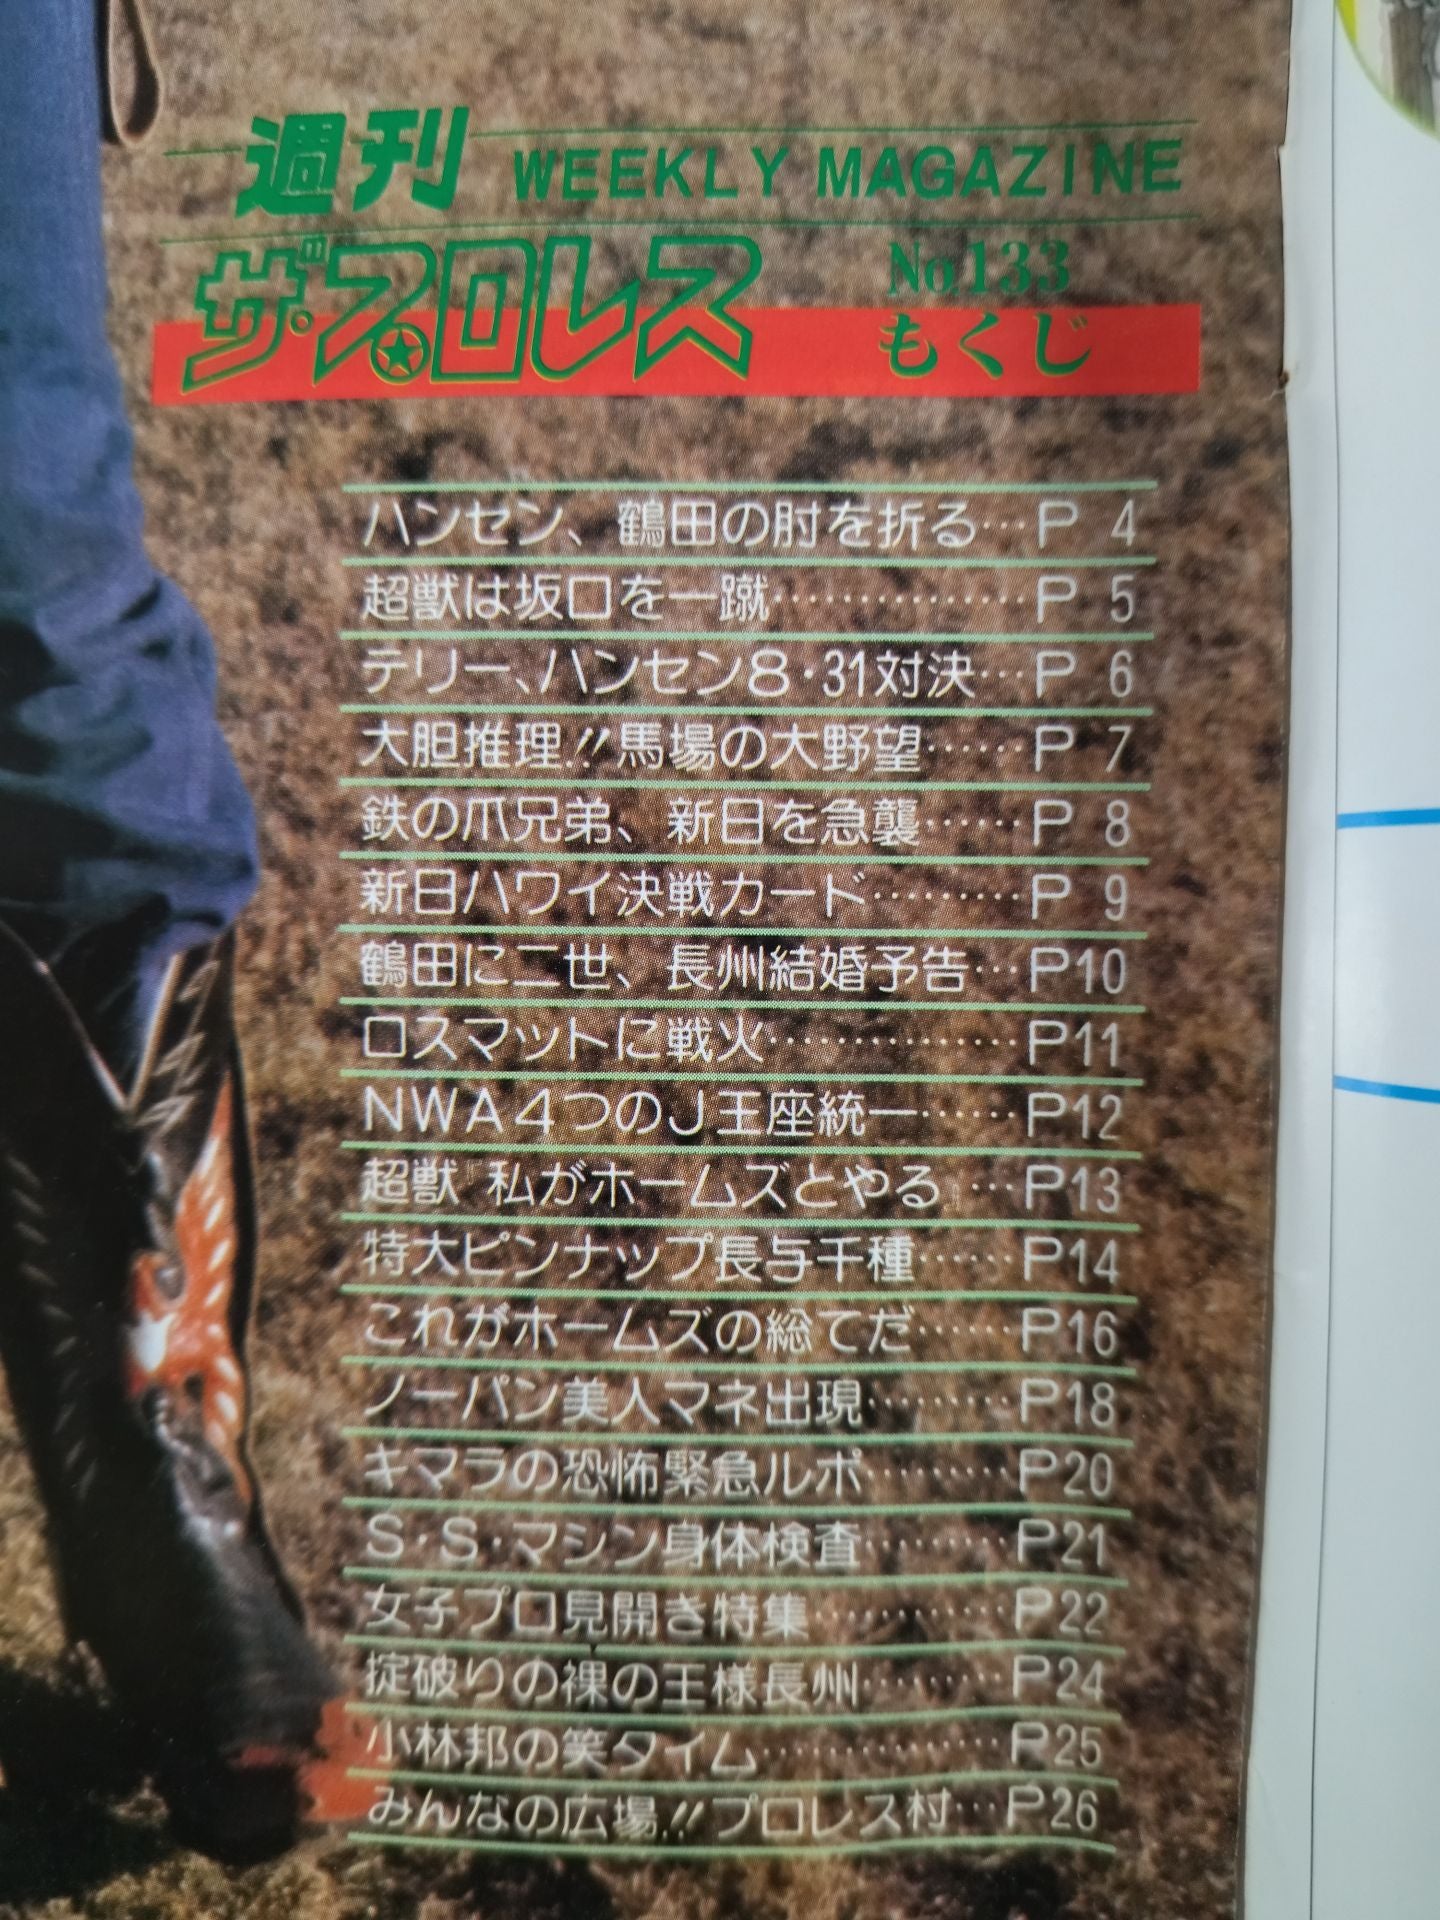 週刊 WEEKLY MAGAZINE
ザ・プロレス No.133
もくじ
ハンセン、鶴田の肘を折る…P 4
超獣は坂口を一蹴……………P 5
テリー、ハンセン8・31対決…P 6
大胆推理!!馬場の大野望……P 7
鉄の爪兄弟、新日を急襲……P 8
新日ハワイ決戦カード………P 9
鶴田に二世、長州結婚予告…P10
ロスマットに戦火……………P11
NWA4つのJ王座統一……P12
超獣 私がホームズとやる …P13
特大ピンナップ長与千種……P14
これがホームズの総てだ……P16
ノーパン美人マネ出現………P18
キマラの恐怖緊急ルポ………P20
S・S・マシン身体検査………P21
女子プロ見開き特集…………P22
掟破りの裸の王様長州………P24
小林邦の笑タイム……………P25
みんなの広場!!プロレス村…P26